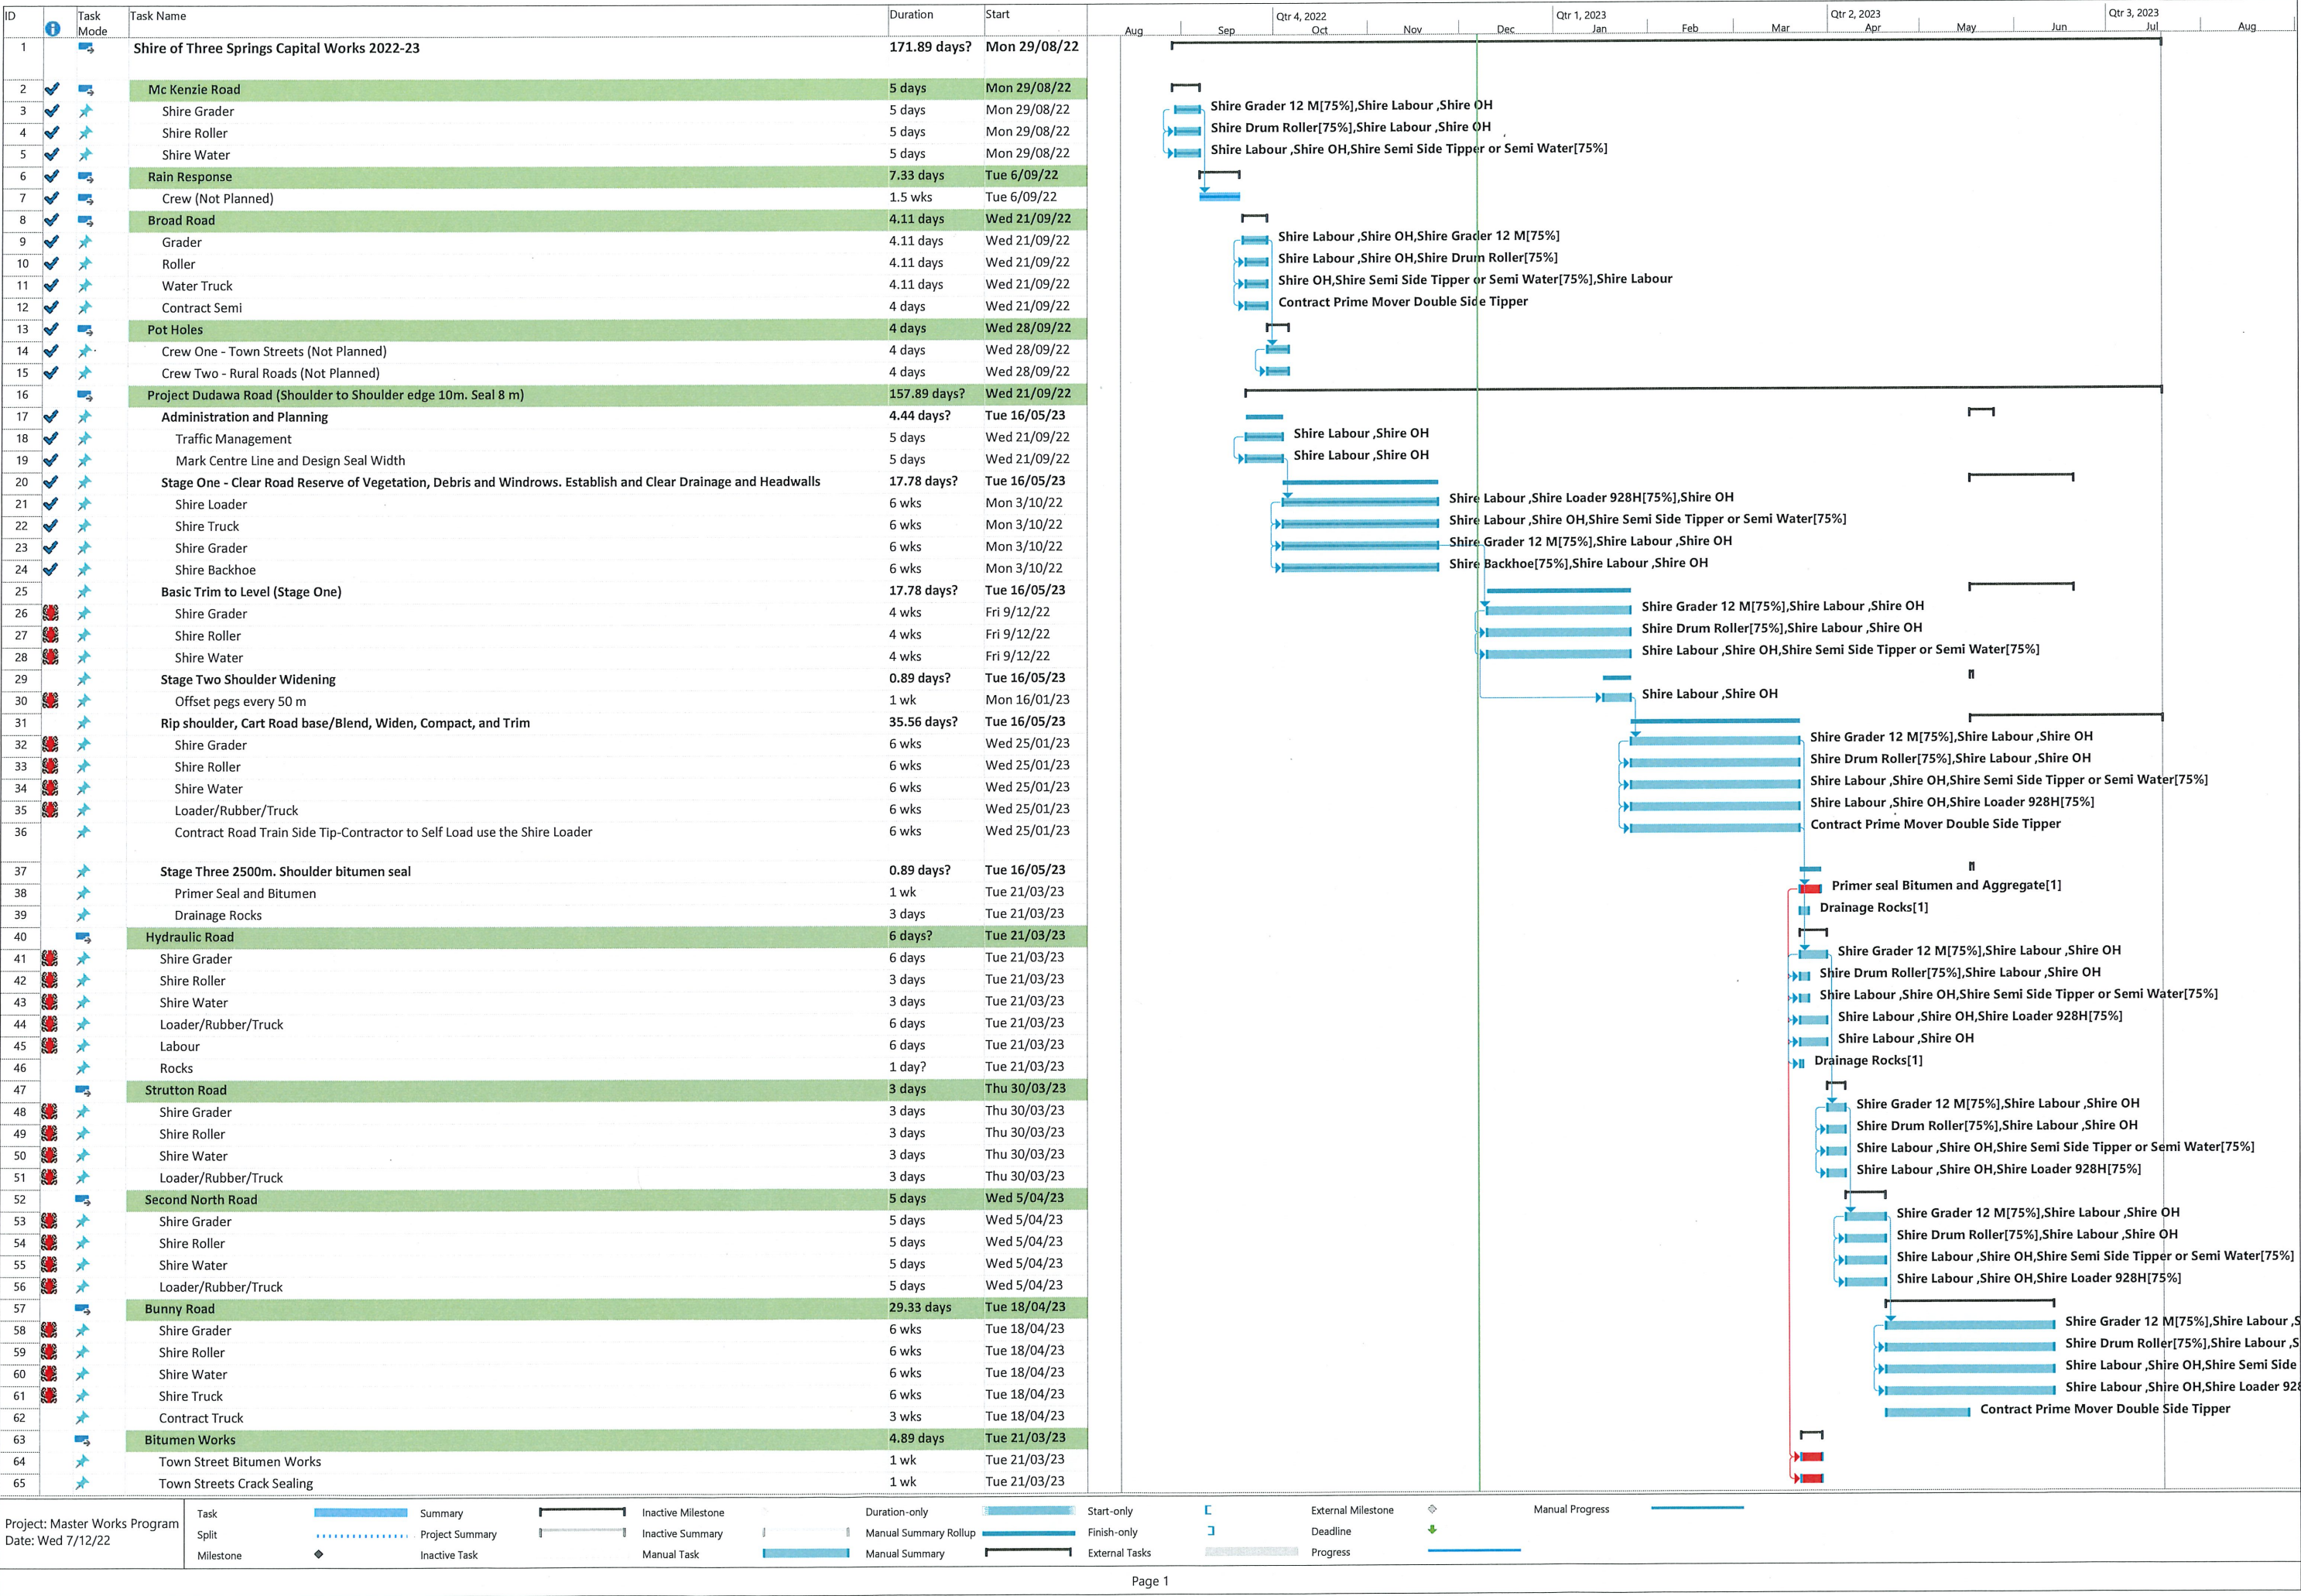 ID Task Mode Task Name Duration Start Qtr 4, 2022 Qtr 1, 2023 Qtr 2, 2023 Qtr 3, 2023
Aug Sep Oct Nov Dec Jan Feb Mar Apr May Jun Jul Aug
1 Shire of Three Springs Capital Works 2022-23 171.89 days? Mon 29/08/22
2 Mc Kenzie Road 5 days Mon 29/08/22
3 Shire Grader 5 days Mon 29/08/22 Shire Grader 12 M[75%],Shire Labour ,Shire OH
4 Shire Roller 5 days Mon 29/08/22 Shire Drum Roller[75%],Shire Labour ,Shire OH
5 Shire Water 5 days Mon 29/08/22 Shire Labour ,Shire OH,Shire Semi Side Tipper or Semi Water[75%]
6 Rain Response 7.33 days Tue 6/09/22
7 Crew (Not Planned) 1.5 wks Tue 6/09/22
8 Broad Road 4.11 days Wed 21/09/22
9 Grader 4.11 days Wed 21/09/22 Shire Labour ,Shire OH,Shire Grader 12 M[75%]
10 Roller 4.11 days Wed 21/09/22 Shire Labour ,Shire OH,Shire Drum Roller[75%]
11 Water Truck 4.11 days Wed 21/09/22 Shire OH,Shire Semi Side Tipper or Semi Water[75%],Shire Labour
12 Contract Semi 4 days Wed 21/09/22 Contract Prime Mover Double Side Tipper
13 Pot Holes 4 days Wed 28/09/22
14 Crew One - Town Streets (Not Planned) 4 days Wed 28/09/22
15 Crew Two - Rural Roads (Not Planned) 4 days Wed 28/09/22
16 Project Dudawa Road (Shoulder to Shoulder edge 10m. Seal 8 m) 157.89 days? Wed 21/09/22
17 Administration and Planning 4.44 days? Tue 16/05/23
18 Traffic Management 5 days Wed 21/09/22 Shire Labour ,Shire OH
19 Mark Centre Line and Design Seal Width 5 days Wed 21/09/22 Shire Labour ,Shire OH
20 Stage One - Clear Road Reserve of Vegetation, Debris and Windrows. Establish and Clear Drainage and Headwalls 17.78 days? Tue 16/05/23
21 Shire Loader 6 wks Mon 3/10/22 Shire Labour ,Shire Loader 928H[75%],Shire OH
22 Shire Truck 6 wks Mon 3/10/22 Shire Labour ,Shire OH,Shire Semi Side Tipper or Semi Water[75%]
23 Shire Grader 6 wks Mon 3/10/22 Shire Grader 12 M[75%],Shire Labour ,Shire OH
24 Shire Backhoe 6 wks Mon 3/10/22 Shire Backhoe[75%],Shire Labour ,Shire OH
25 Basic Trim to Level (Stage One) 17.78 days? Tue 16/05/23
26 Shire Grader 4 wks Fri 9/12/22 Shire Grader 12 M[75%],Shire Labour ,Shire OH
27 Shire Roller 4 wks Fri 9/12/22 Shire Drum Roller[75%],Shire Labour ,Shire OH
28 Shire Water 4 wks Fri 9/12/22 Shire Labour ,Shire OH,Shire Semi Side Tipper or Semi Water[75%]
29 Stage Two Shoulder Widening 0.89 days? Tue 16/05/23
30 Offset pegs every 50 m 1 wk Mon 16/01/23 Shire Labour ,Shire OH
31 Rip shoulder, Cart Road base/Blend, Widen, Compact, and Trim 35.56 days? Tue 16/05/23
32 Shire Grader 6 wks Wed 25/01/23 Shire Grader 12 M[75%],Shire Labour ,Shire OH
33 Shire Roller 6 wks Wed 25/01/23 Shire Drum Roller[75%],Shire Labour ,Shire OH
34 Shire Water 6 wks Wed 25/01/23 Shire Labour ,Shire OH,Shire Semi Side Tipper or Semi Water[75%]
35 Loader/Rubber/Truck 6 wks Wed 25/01/23 Shire Labour ,Shire OH,Shire Loader 928H[75%]
36 Contract Road Train Side Tip-Contractor to Self Load use the Shire Loader 6 wks Wed 25/01/23 Contract Prime Mover Double Side Tipper
37 Stage Three 2500m. Shoulder bitumen seal 0.89 days? Tue 16/05/23
38 Primer Seal and Bitumen 1 wk Tue 21/03/23 Primer seal Bitumen and Aggregate[1]
39 Drainage Rocks 3 days Tue 21/03/23 Drainage Rocks[1]
40 Hydraulic Road 6 days? Tue 21/03/23
41 Shire Grader 6 days Tue 21/03/23 Shire Grader 12 M[75%],Shire Labour ,Shire OH
42 Shire Roller 3 days Tue 21/03/23 Shire Drum Roller[75%],Shire Labour ,Shire OH
43 Shire Water 3 days Tue 21/03/23 Shire Labour ,Shire OH,Shire Semi Side Tipper or Semi Water[75%]
44 Loader/Rubber/Truck 6 days Tue 21/03/23 Shire Labour ,Shire OH,Shire Loader 928H[75%]
45 Labour 6 days Tue 21/03/23 Shire Labour ,Shire OH
46 Rocks 1 day? Tue 21/03/23 Drainage Rocks[1]
47 Strutton Road 3 days Thu 30/03/23
48 Shire Grader 3 days Thu 30/03/23 Shire Grader 12 M[75%],Shire Labour ,Shire OH
49 Shire Roller 3 days Thu 30/03/23 Shire Drum Roller[75%],Shire Labour ,Shire OH
50 Shire Water 3 days Thu 30/03/23 Shire Labour ,Shire OH,Shire Semi Side Tipper or Semi Water[75%]
51 Loader/Rubber/Truck 3 days Thu 30/03/23 Shire Labour ,Shire OH,Shire Loader 928H[75%]
52 Second North Road 5 days Wed 5/04/23
53 Shire Grader 5 days Wed 5/04/23 Shire Grader 12 M[75%],Shire Labour ,Shire OH
54 Shire Roller 5 days Wed 5/04/23 Shire Drum Roller[75%],Shire Labour ,Shire OH
55 Shire Water 5 days Wed 5/04/23 Shire Labour ,Shire OH,Shire Semi Side Tipper or Semi Water[75%]
56 Loader/Rubber/Truck 5 days Wed 5/04/23 Shire Labour ,Shire OH,Shire Loader 928H[75%]
57 Bunny Road 29.33 days Tue 18/04/23
58 Shire Grader 6 wks Tue 18/04/23 Shire Grader 12 M[75%],Shire Labour ,S
59 Shire Roller 6 wks Tue 18/04/23 Shire Drum Roller[75%],Shire Labour ,S
60 Shire Water 6 wks Tue 18/04/23 Shire Labour ,Shire OH,Shire Semi Side
61 Shire Truck 6 wks Tue 18/04/23 Shire Labour ,Shire OH,Shire Loader 928
62 Contract Truck 3 wks Tue 18/04/23 Contract Prime Mover Double Side Tipper
63 Bitumen Works 4.89 days Tue 21/03/23
64 Town Street Bitumen Works 1 wk Tue 21/03/23
65 Town Streets Crack Sealing 1 wk Tue 21/03/23
Project: Master Works Program
Date: Wed 7/12/22
Task Summary Inactive Milestone Duration-only Start-only External Milestone Manual Progress
Split Project Summary Inactive Summary Manual Summary Rollup Finish-only Deadline
Milestone Inactive Task Manual Task Manual Summary External Tasks Progress
Page 1